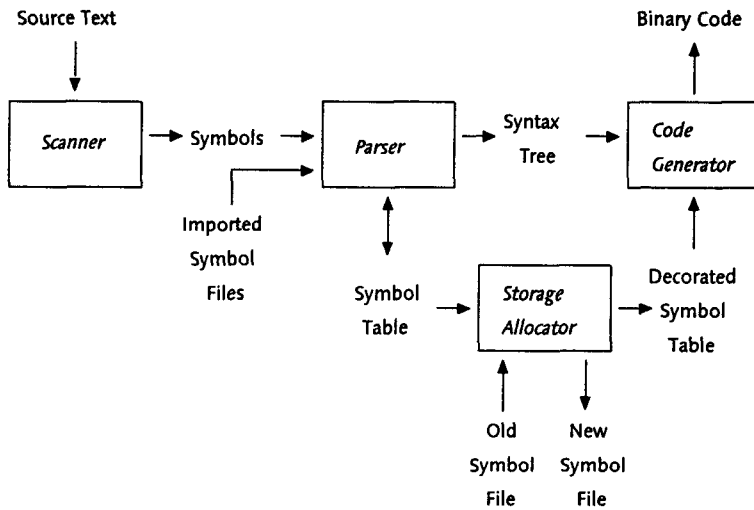 Source Text
Binary Code
Scanner
Symbols
Parser
Syntax
Tree
Code
Generator
Imported
Symbol
Files
Symbol
Table
Storage
Allocator
Decorated
Symbol
Table
Old
Symbol
File
New
Symbol
File